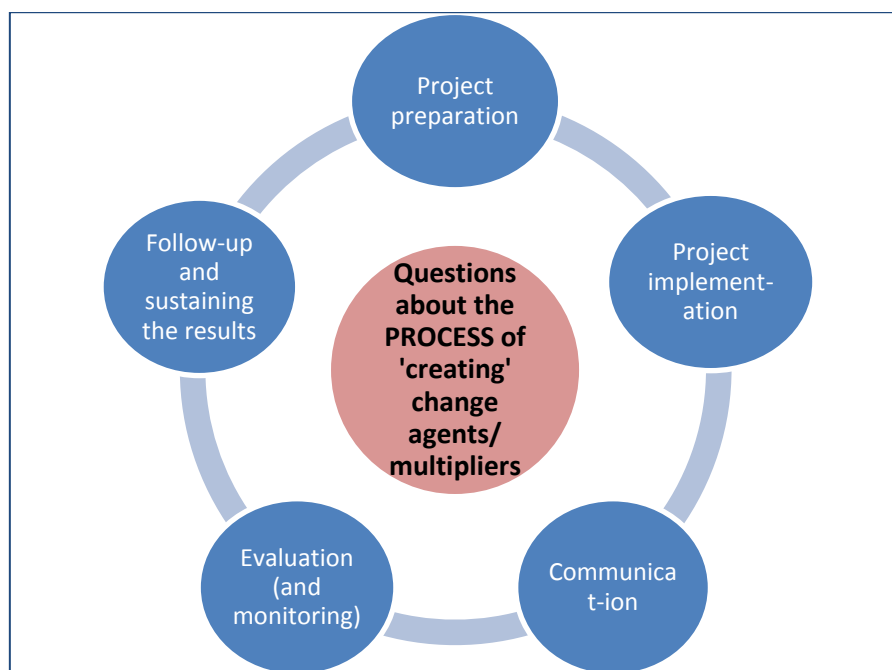 Project
preparation
Project
implement-
ation
Communicat
t-ion
Evaluation
(and
monitoring)
Follow-up
and
sustaining
the results
Questions
about the
PROCESS of
'creating'
change
agents/
multipliers